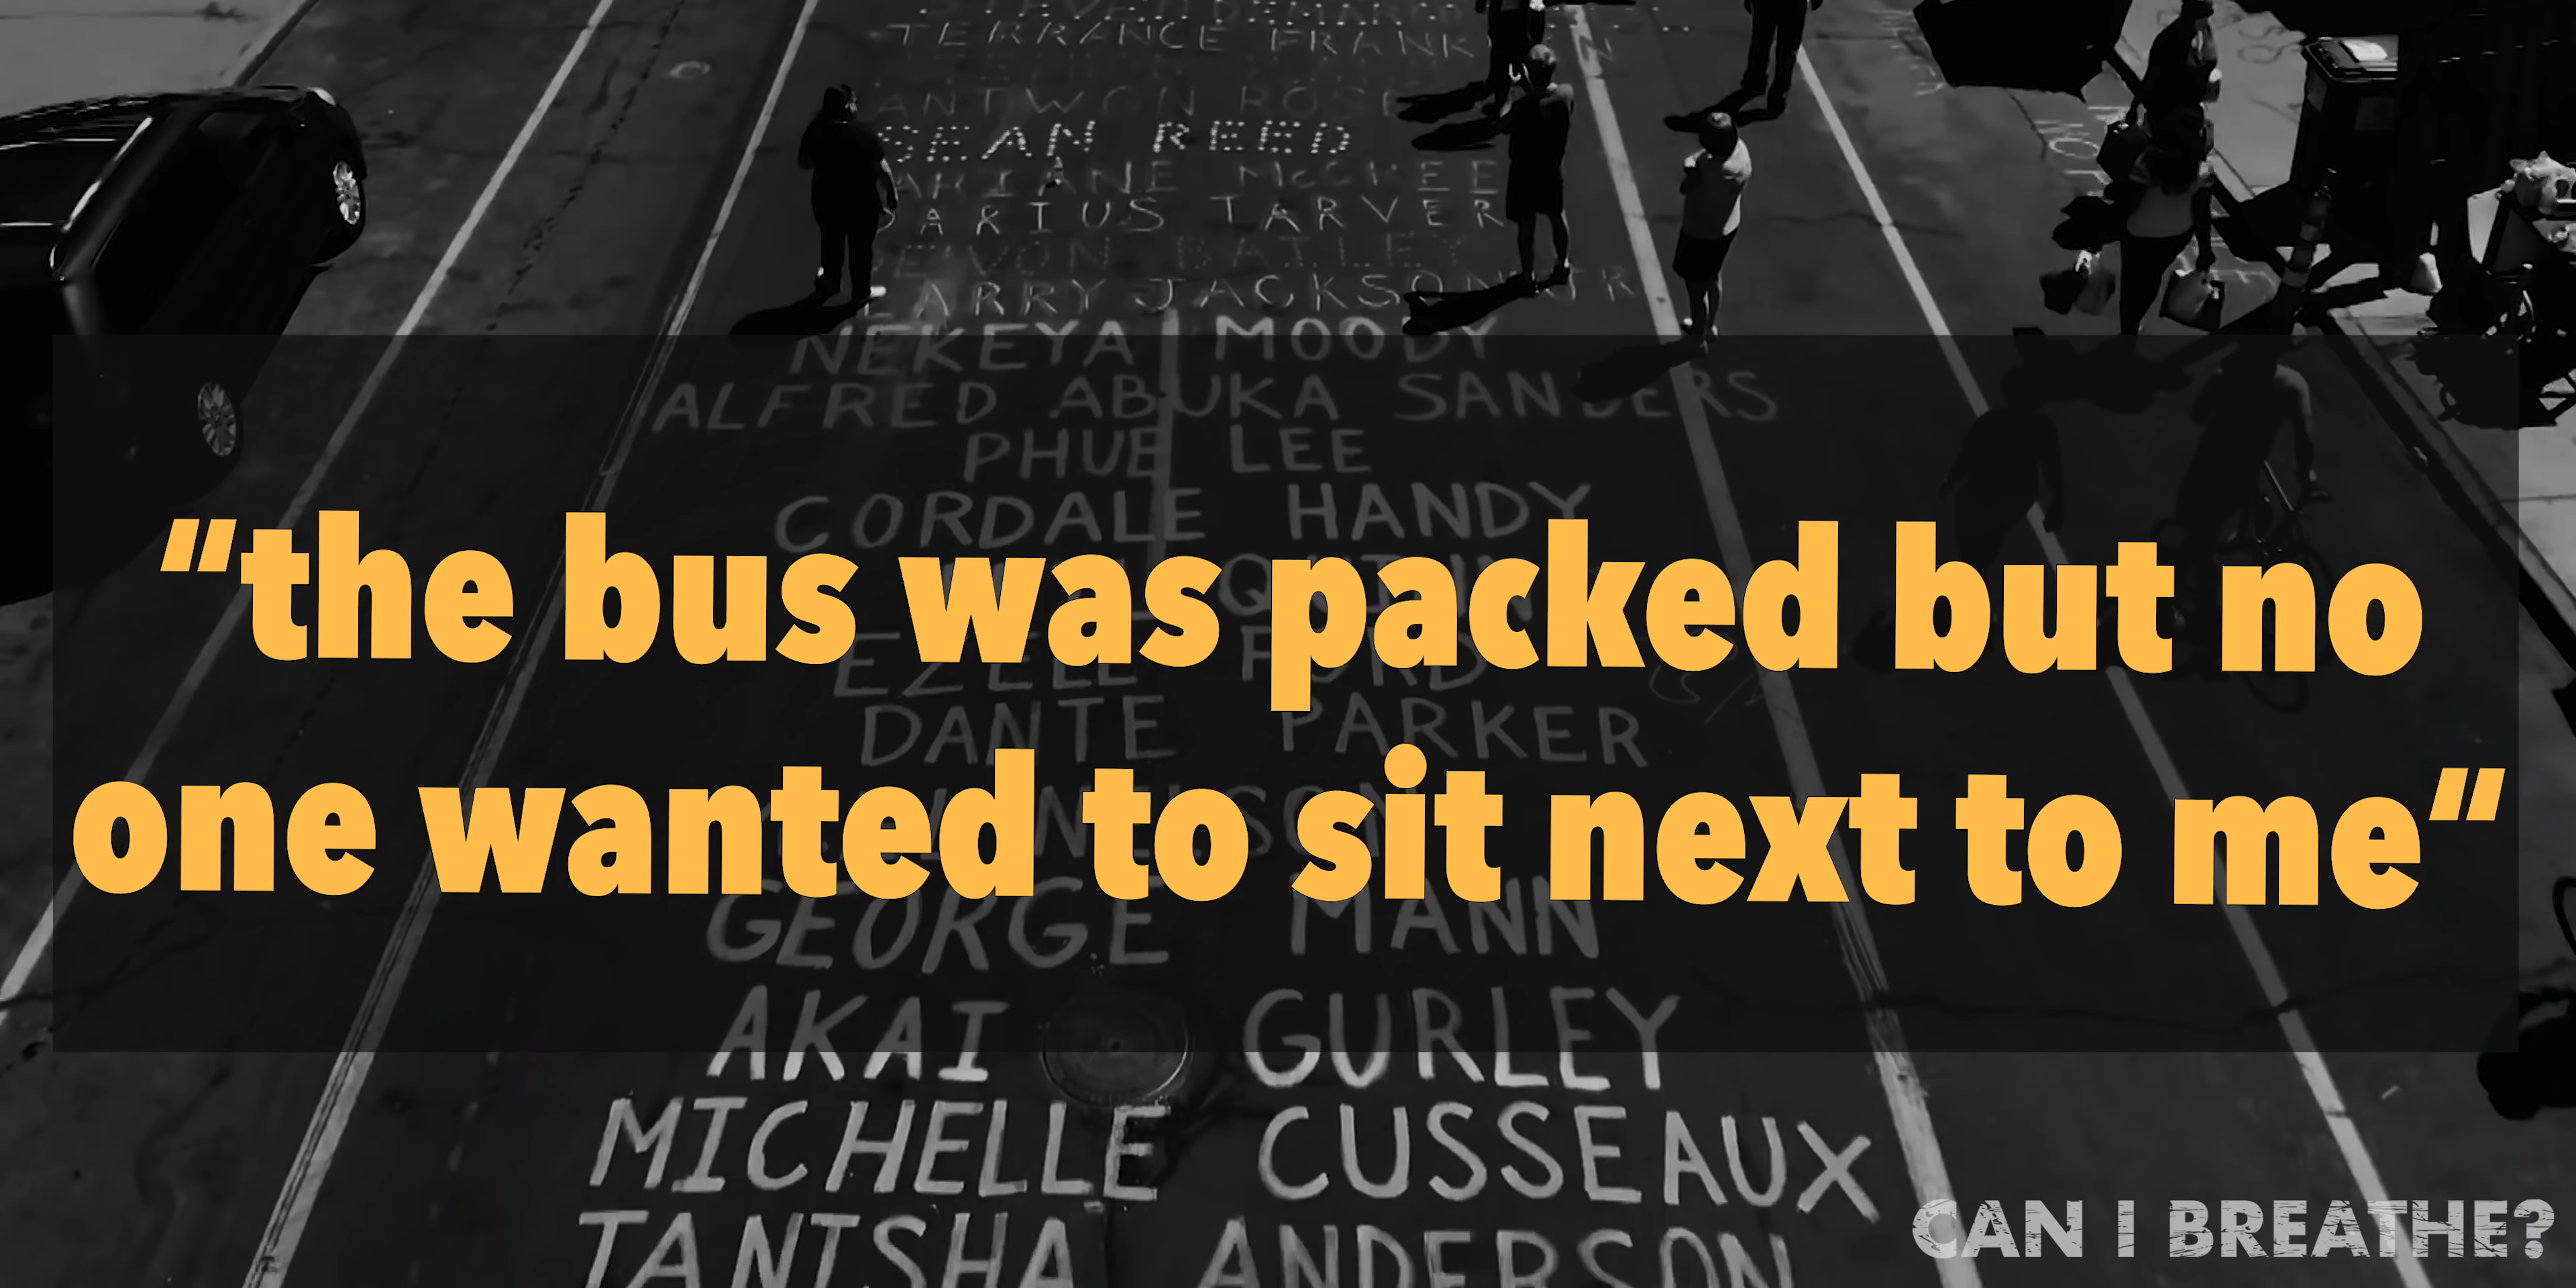 TERRANCE FRANK
ANTWON ROSE
SEAN REED
ARIANE McCREE
DARIUS TARVER
DEVON BAILEY
LARRY JACKSON JR
NEKEYA MOODY
ALFRED ABUKA SANDERS
PHUE LEE
CORDALE HANDY
“the bus was packed but no
EZELL FORD
DANTE PARKER
one wanted to sit next to me“
GEORGE MANN
AKAI GURLEY
MICHELLE CUSSEAUX
TANISHA ANDERSON
CAN I BREATHE?